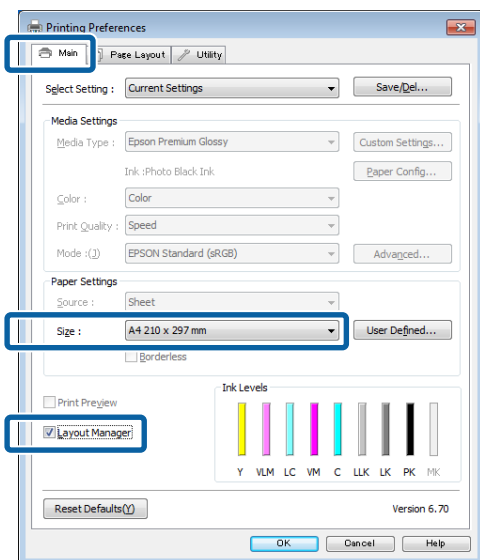 Printing Preferences
Main Page Layout Utility
Select Setting : Current Settings Save/Del...
Media Settings
Media Type : Epson Premium Glossy Custom Settings...
Ink :Photo Black Ink Paper Config...
Color : Color
Print Quality : Speed
Mode :(J) EPSON Standard (sRGB) Advanced...
Paper Settings
Source : Sheet
Size : A4 210 x 297 mm User Defined...
Borderless
Ink Levels
Print Preview
Layout Manager
Y VLM LC VM C LLK LK PK MK
Reset Defaults(Y) Version 6.70
OK Cancel Help